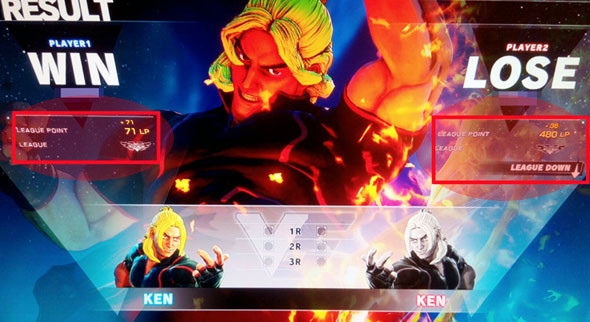 RESULT
PLAYER1
WIN
+71
LEAGUE POINT 71 LP
LEAGUE
PLAYER2
LOSE
LEAGUE POINT 480 LP
LEAGUE
LEAGUE DOWN
1R
2R
3R
KEN
KEN